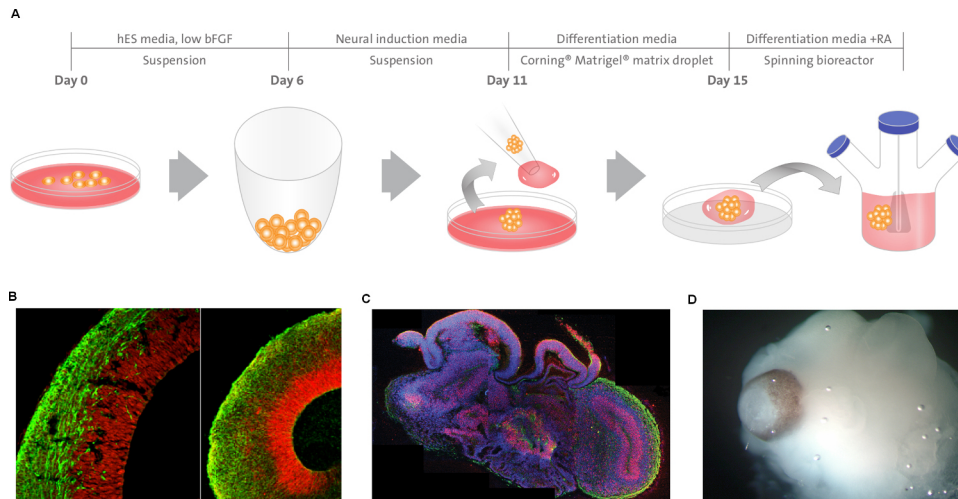 A
hES media, low bFGF
Neural induction media
Differentiation media
Differentiation media +RA
Suspension
Suspension
Corning® Matrigel® matrix droplet
Spinning bioreactor
Day 0
Day 6
Day 11
Day 15
B
C
D